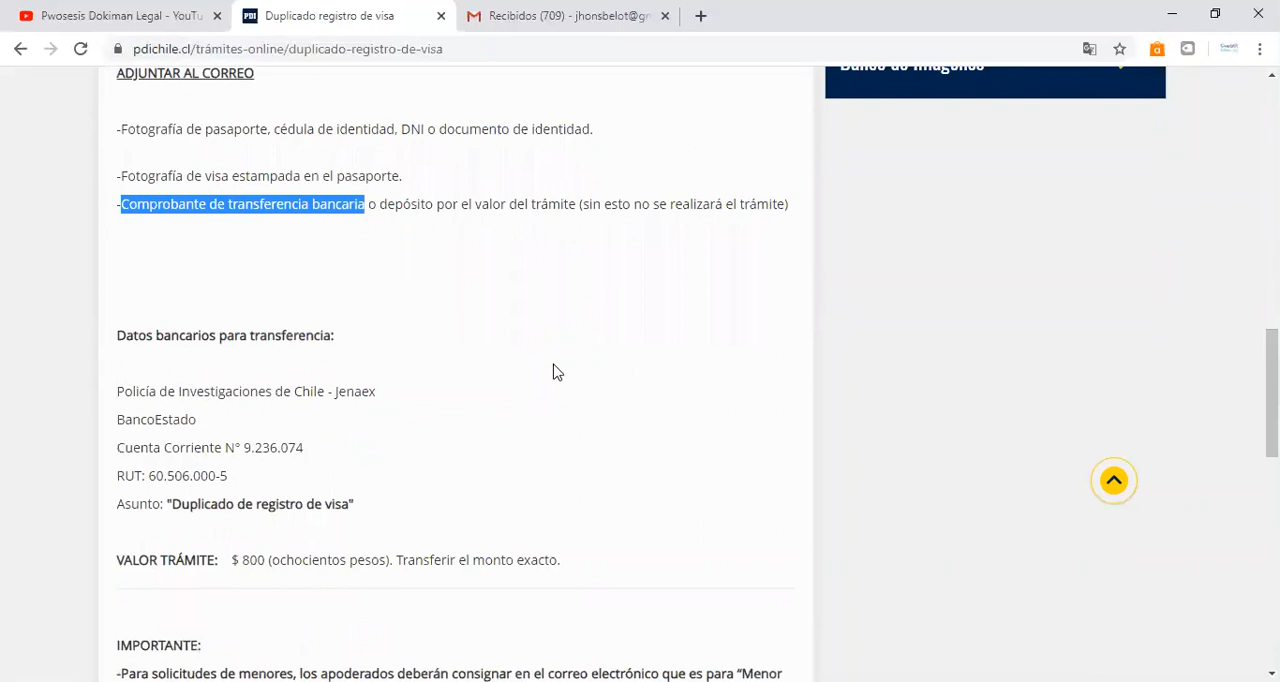 Pwosesís Dokiman Legal - YouTu
Duplicado registro de visa
Recibidos (709) - jhonsbelot@gm
pdichile.cl/trámites-online/duplicado-registro-de-visa
ADJUNTAR AL CORREO
-Fotografía de pasaporte, cédula de identidad, DNI o documento de identidad.
-Fotografía de visa estampada en el pasaporte.
-Comprobante de transferencia bancaria o depósito por el valor del trámite (sin esto no se realizará el trámite)
Datos bancarios para transferencia:
Policía de Investigaciones de Chile - Jenaex
BancoEstado
Cuenta Corriente N° 9.236.074
RUT: 60.506.000-5
Asunto: "Duplicado de registro de visa"
VALOR TRÁMITE: $ 800 (ochocientos pesos). Transferir el monto exacto.
IMPORTANTE:
-Para solicitudes de menores, los apoderados deberán consignar en el correo electrónico que es para “Menor